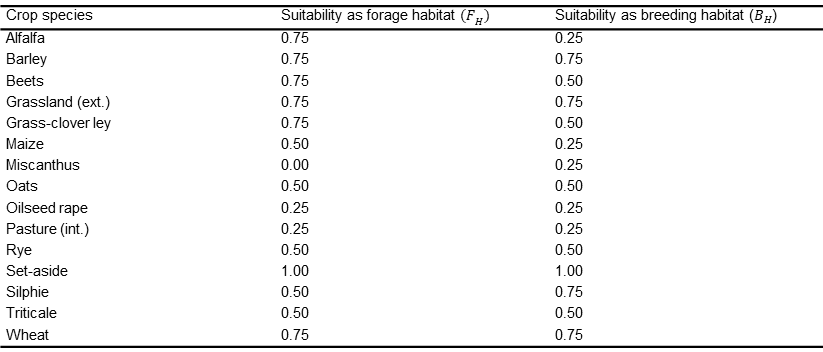 Crop species Suitability as forage habitat (F_H) Suitability as breeding habitat (B_H)
Alfalfa 0.75 0.25
Barley 0.75 0.75
Beets 0.75 0.50
Grassland (ext.) 0.75 0.75
Grass-clover ley 0.75 0.50
Maize 0.50 0.25
Miscanthus 0.00 0.25
Oats 0.50 0.50
Oilseed rape 0.25 0.25
Pasture (int.) 0.25 0.25
Rye 0.50 0.50
Set-aside 1.00 1.00
Silphie 0.50 0.75
Triticale 0.50 0.50
Wheat 0.75 0.75